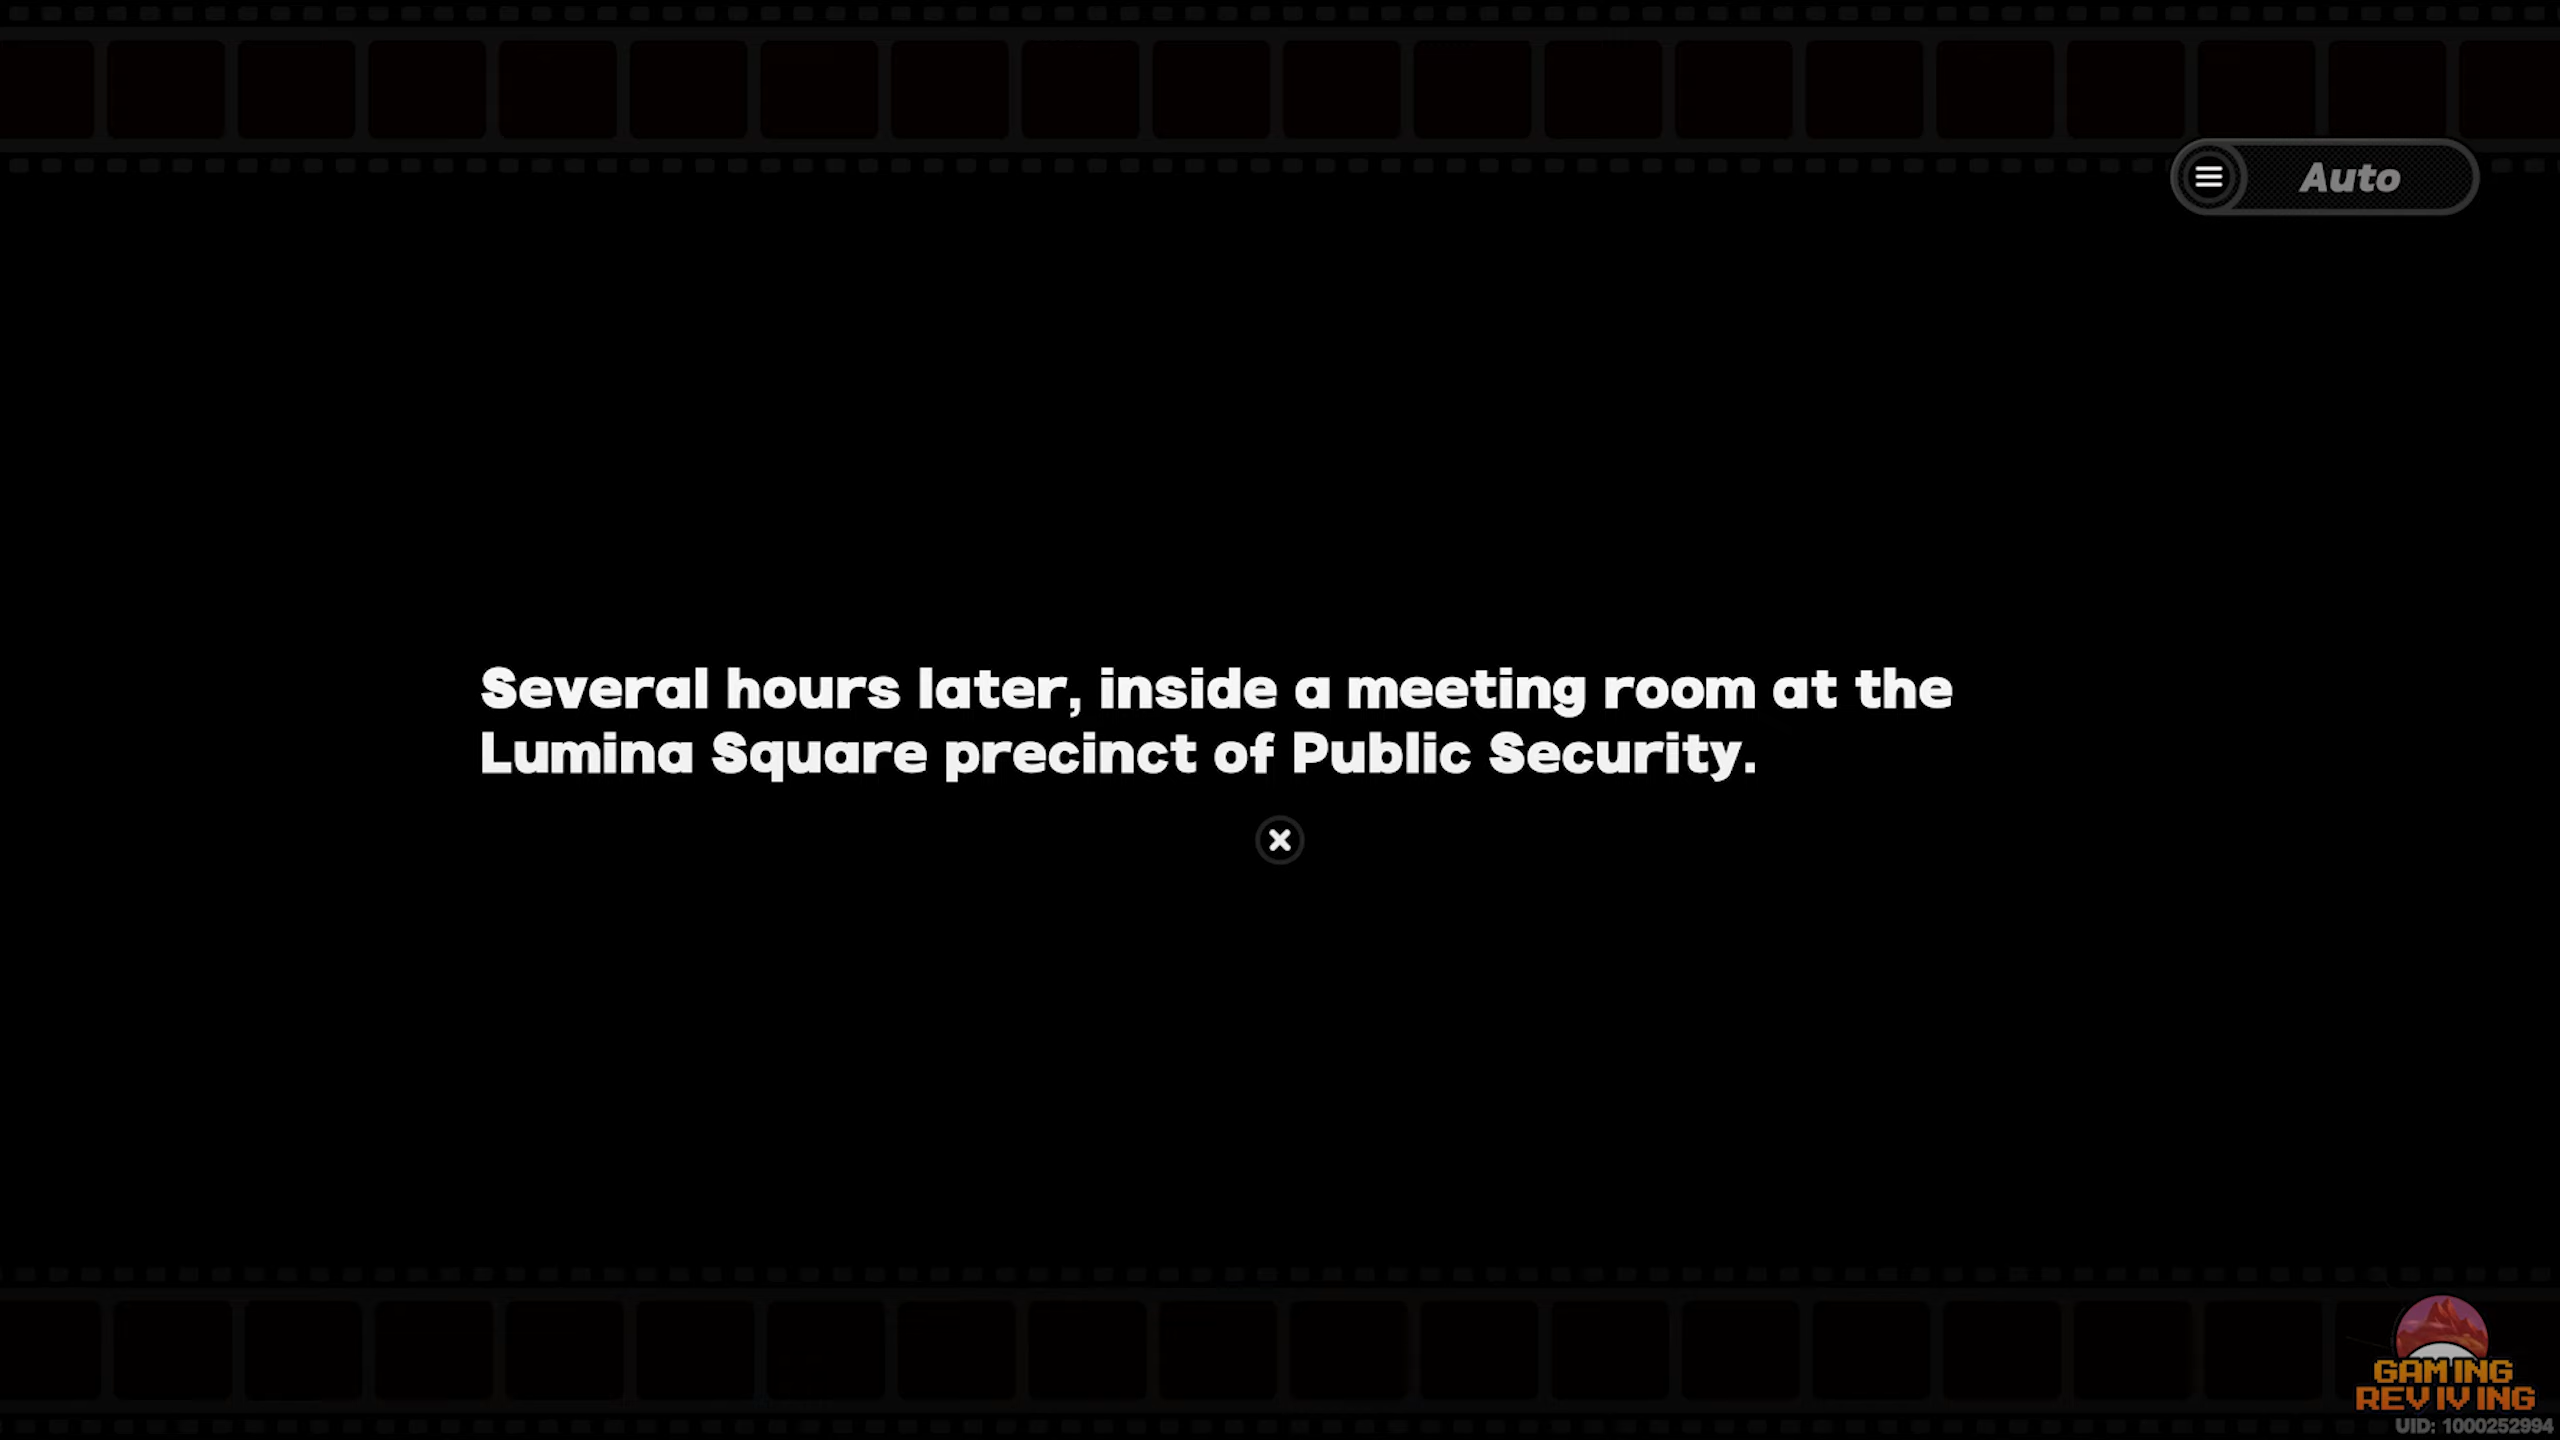 Auto
Several hours later, inside a meeting room at the
Lumina Square precinct of Public Security.
GAMING
REVIVING
UID: 1000252994